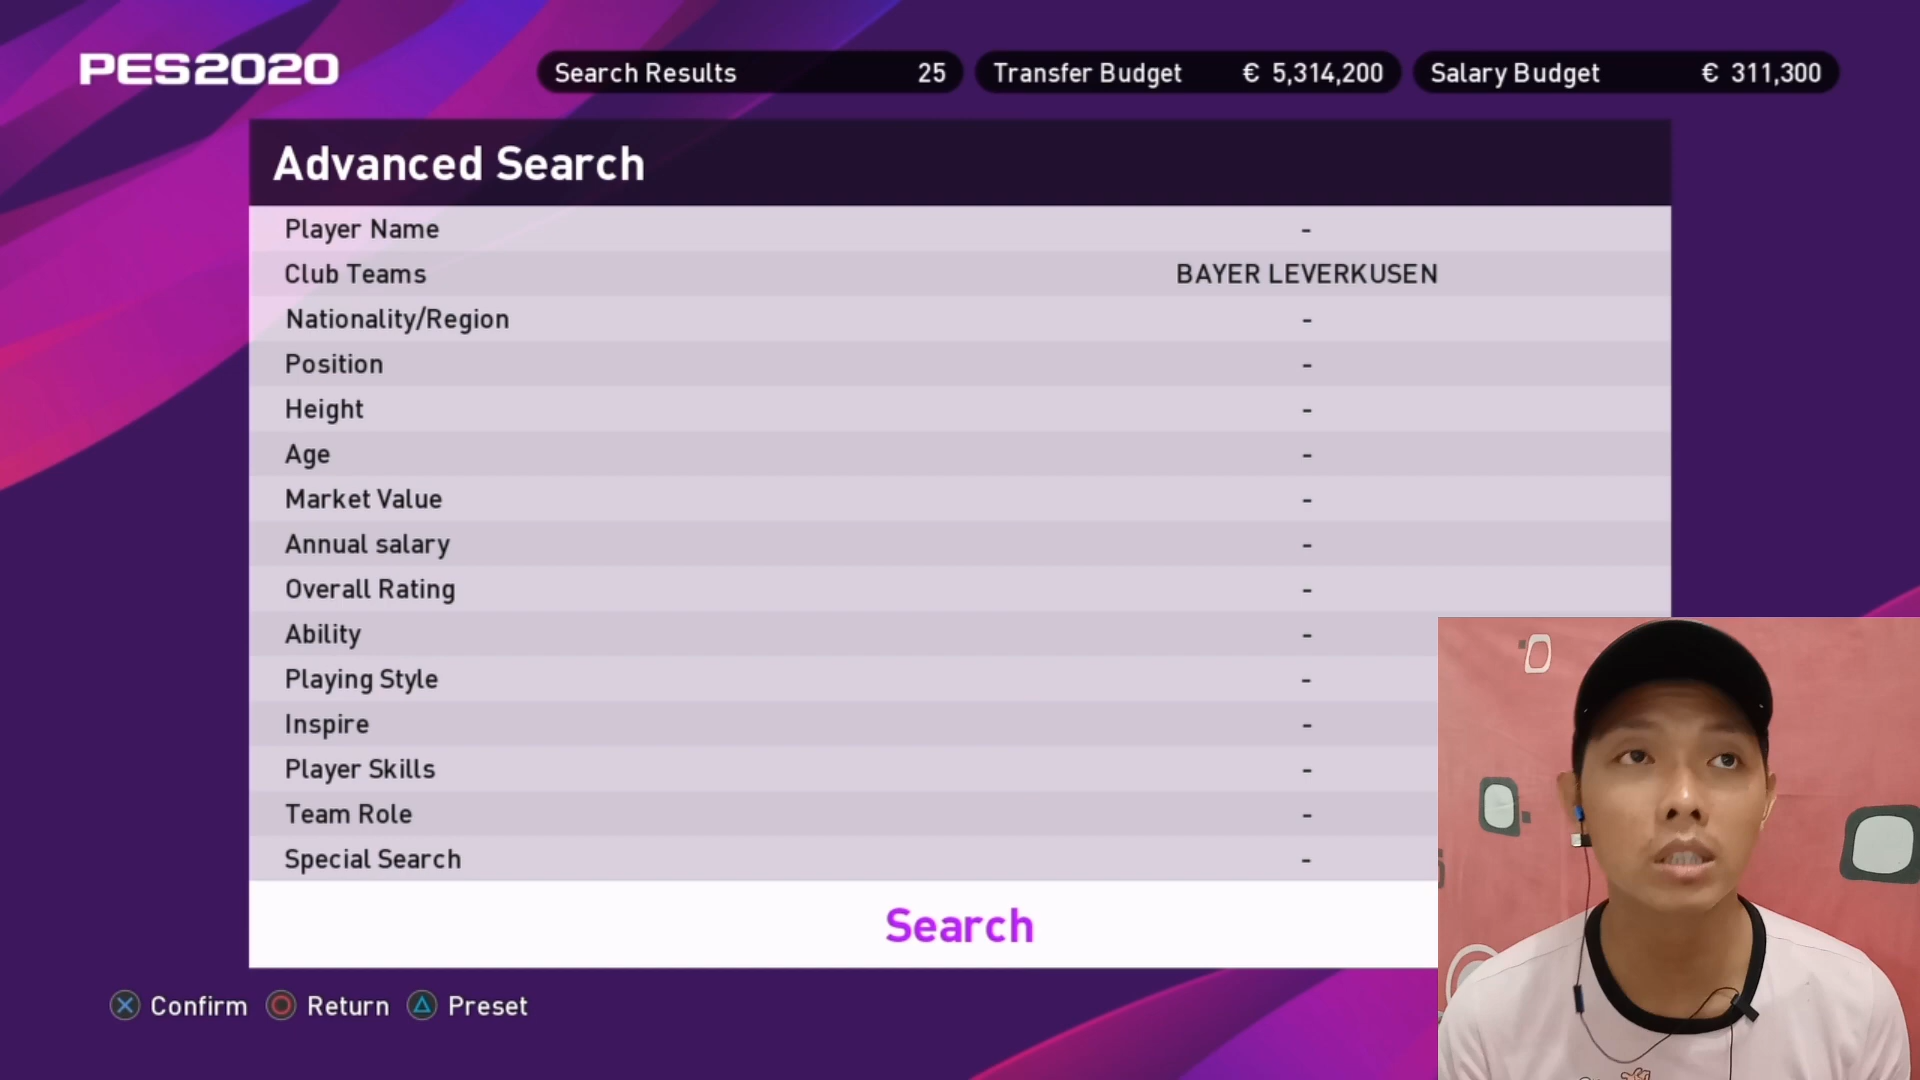 PES2020
Search Results 25
Transfer Budget € 5,314,200
Salary Budget € 311,300
Advanced Search
Player Name -
Club Teams BAYER LEVERKUSEN
Nationality/Region -
Position -
Height -
Age -
Market Value -
Annual salary -
Overall Rating -
Ability -
Playing Style -
Inspire -
Player Skills -
Team Role -
Special Search -
Search
Confirm Return Preset